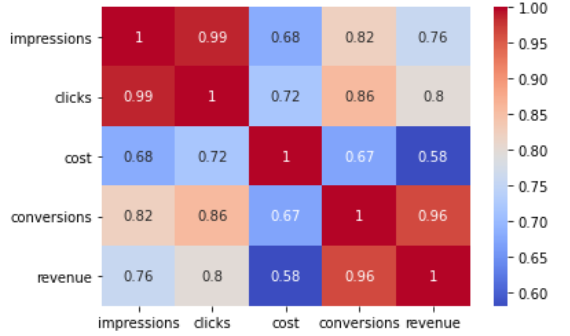 impressions 1 0.99 0.68 0.82 0.76
clicks 0.99 1 0.72 0.86 0.8
cost 0.68 0.72 1 0.67 0.58
conversions 0.82 0.86 0.67 1 0.96
revenue 0.76 0.8 0.58 0.96 1
impressions clicks cost conversions revenue
1.00
0.95
0.90
0.85
0.80
0.75
0.70
0.65
0.60